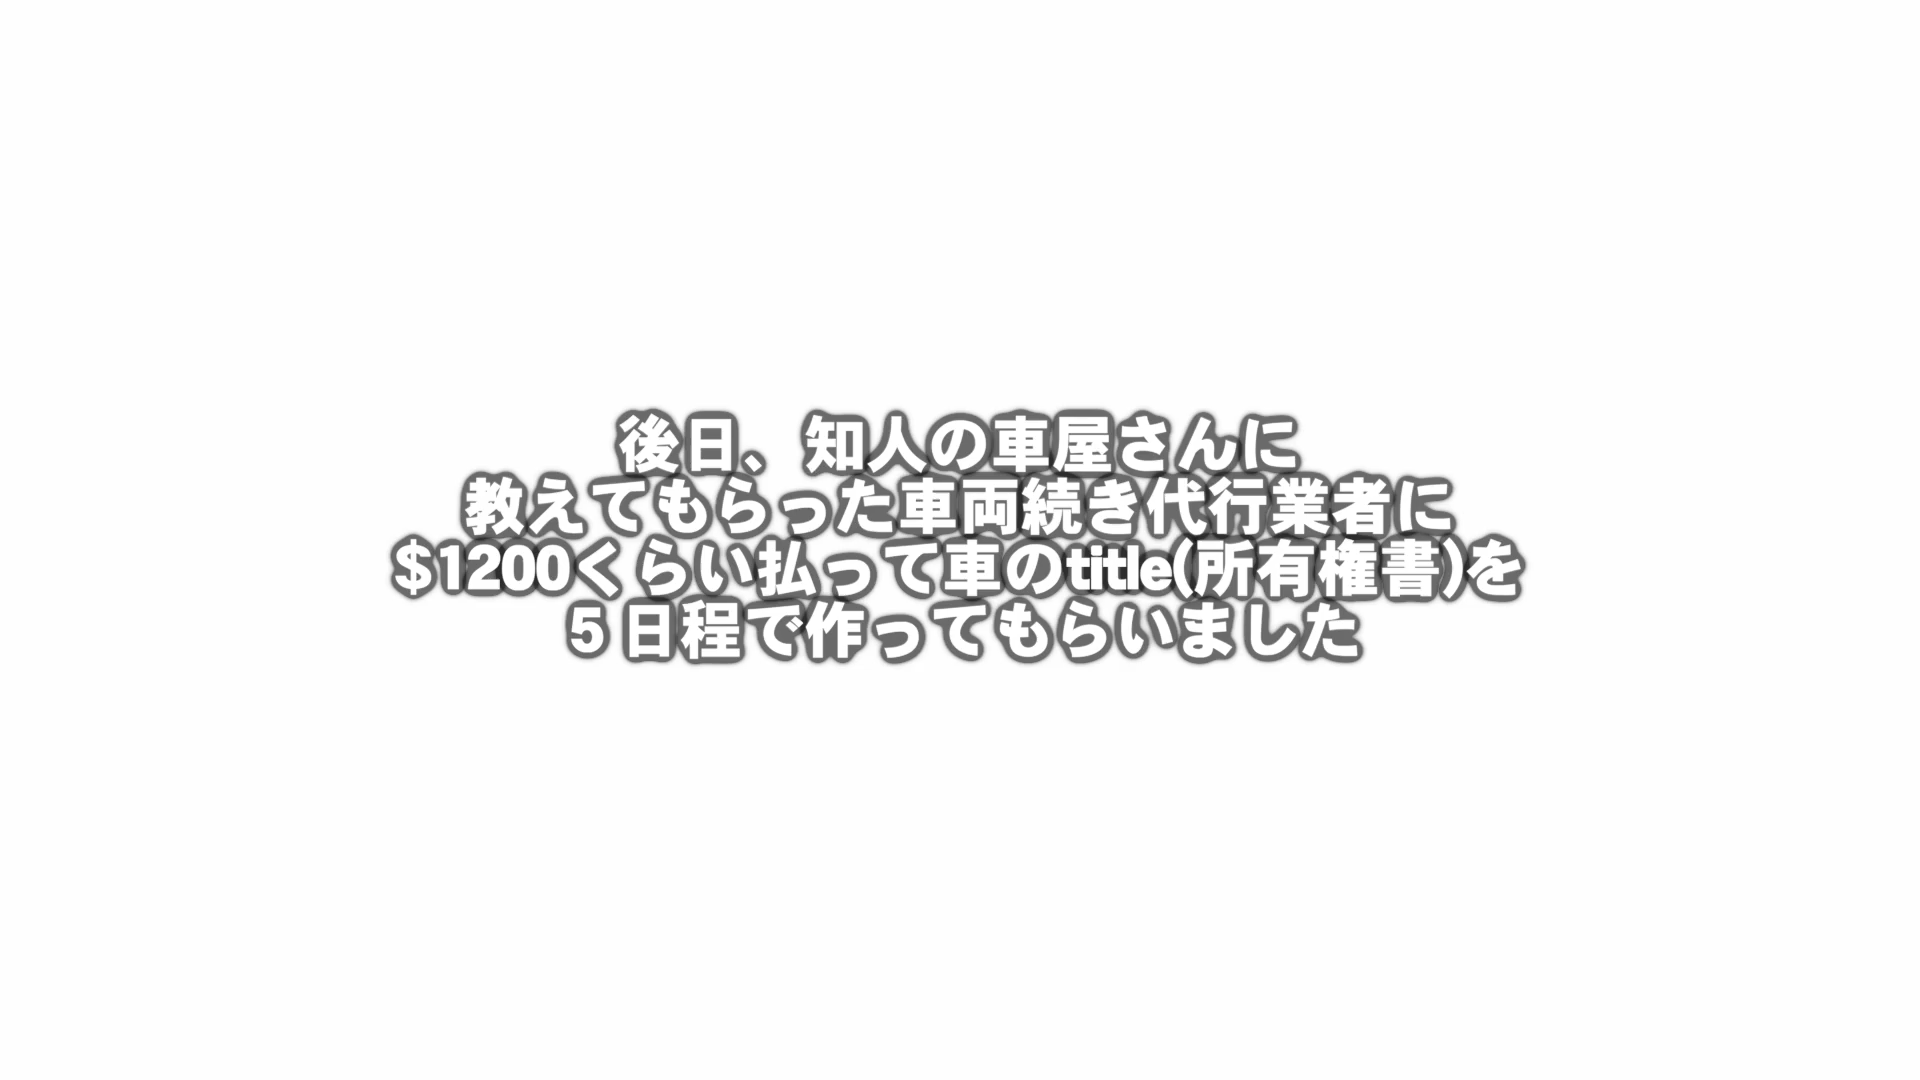 後日、知人の車屋さんに
教えてもらった車両続き代行業者に
$1200くらい払って車のtitle(所有権書)を
５日程で作ってもらいました